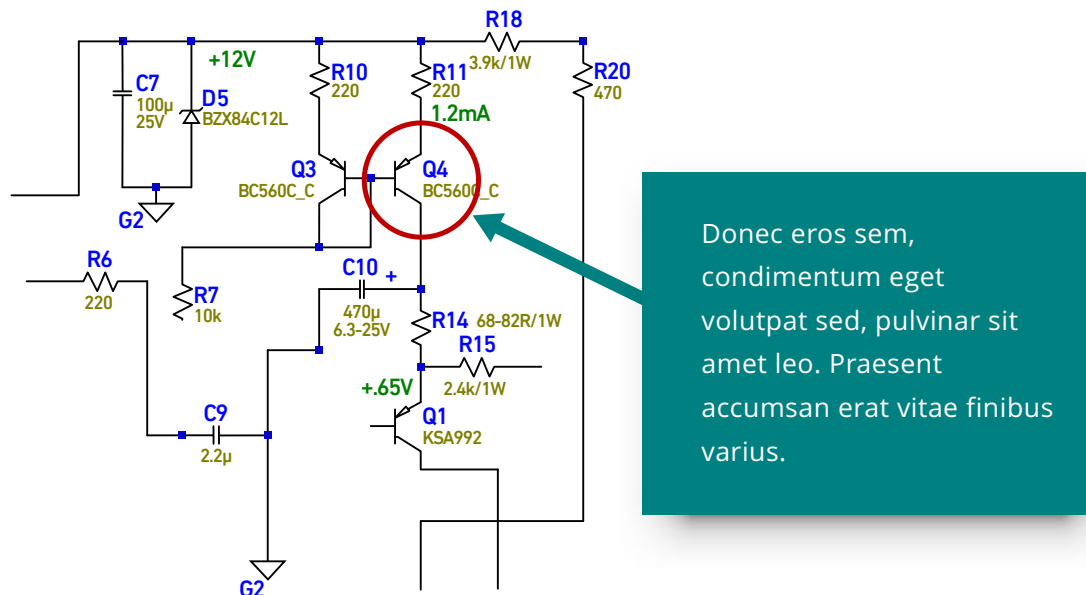 R18
3.9k/1W
+12V
R10
220
R11
220
R20
470
C7
100µ
25V
D5
BZX84C12L
1.2mA
Q3
BC560C_C
Q4
BC560C_C
G2
R6
220
R7
10k
C10 +
470µ
6.3-25V
R14 68-82R/1W
R15
2.4k/1W
+.65V
Q1
KSA992
C9
2.2µ
G2
Donec eros sem,
condimentum eget
volutpat sed, pulvinar sit
amet leo. Praesent
accumsan erat vitae finibus
varius.